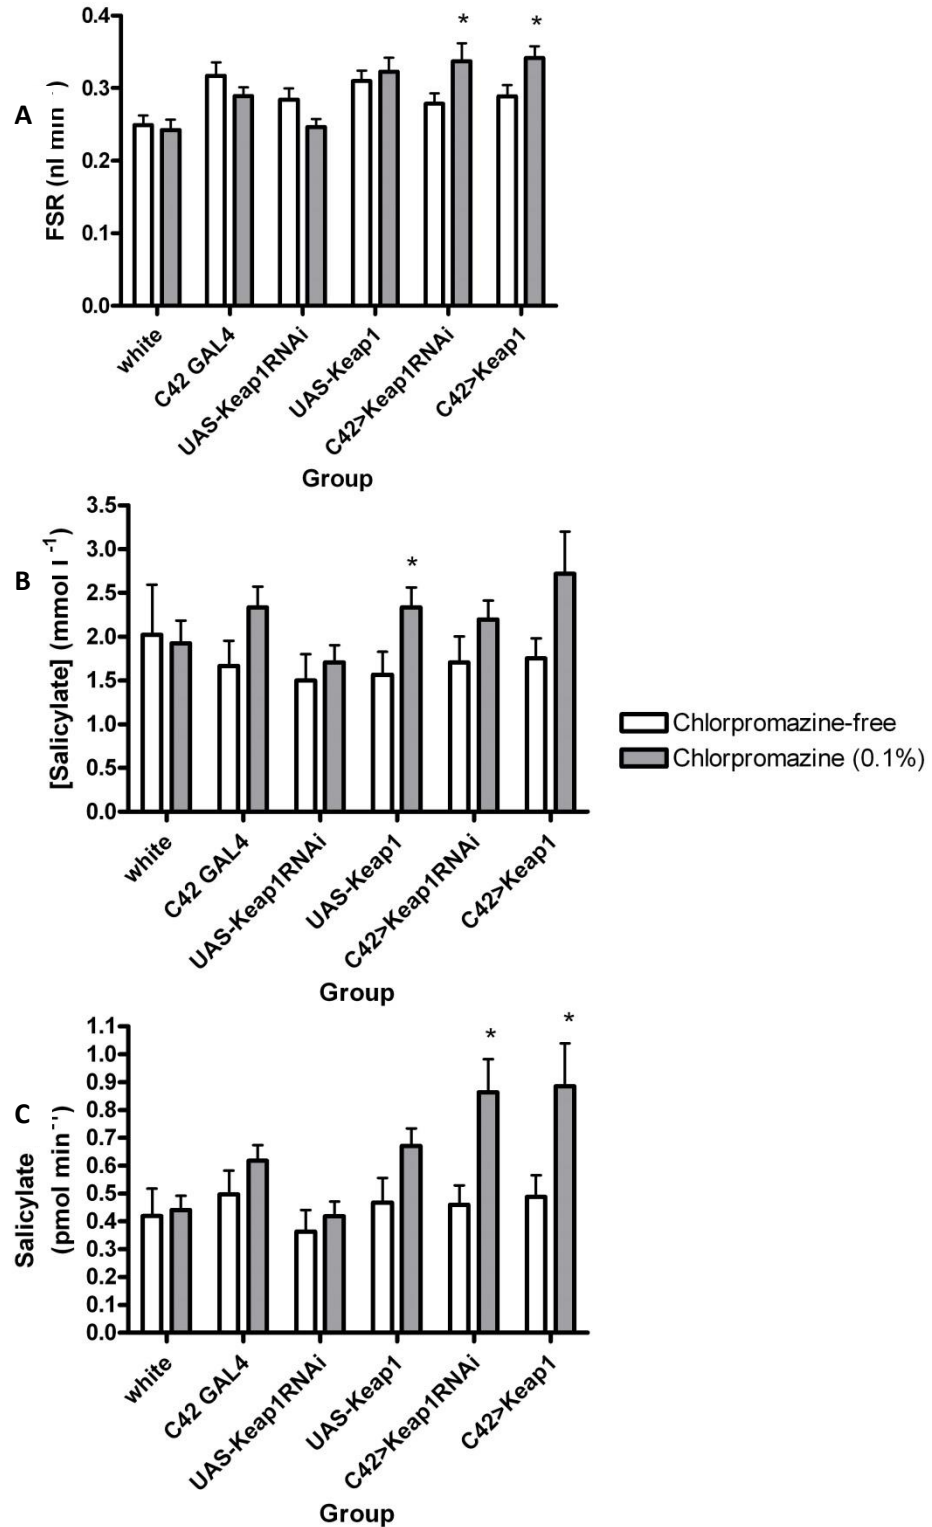 A
FSR (nl min⁻
0.4
0.3
0.2
0.1
0.0
* *
white
C42 GAL4
UAS-Keap1RNAi
UAS-Keap1
C42>Keap1RNAi
C42>Keap1
Group
B
[Salicylate] (mmol l -1)
3.5
3.0
2.5
2.0
1.5
1.0
0.5
0.0
*
white
C42 GAL4
UAS-Keap1RNAi
UAS-Keap1
C42>Keap1RNAi
C42>Keap1
Group
Chlorpromazine-free
Chlorpromazine (0.1%)
C
Salicylate
(pmol min-1)
1.1
1.0
0.9
0.8
0.7
0.6
0.5
0.4
0.3
0.2
0.1
0.0
* *
white
C42 GAL4
UAS-Keap1RNAi
UAS-Keap1
C42>Keap1RNAi
C42>Keap1
Group